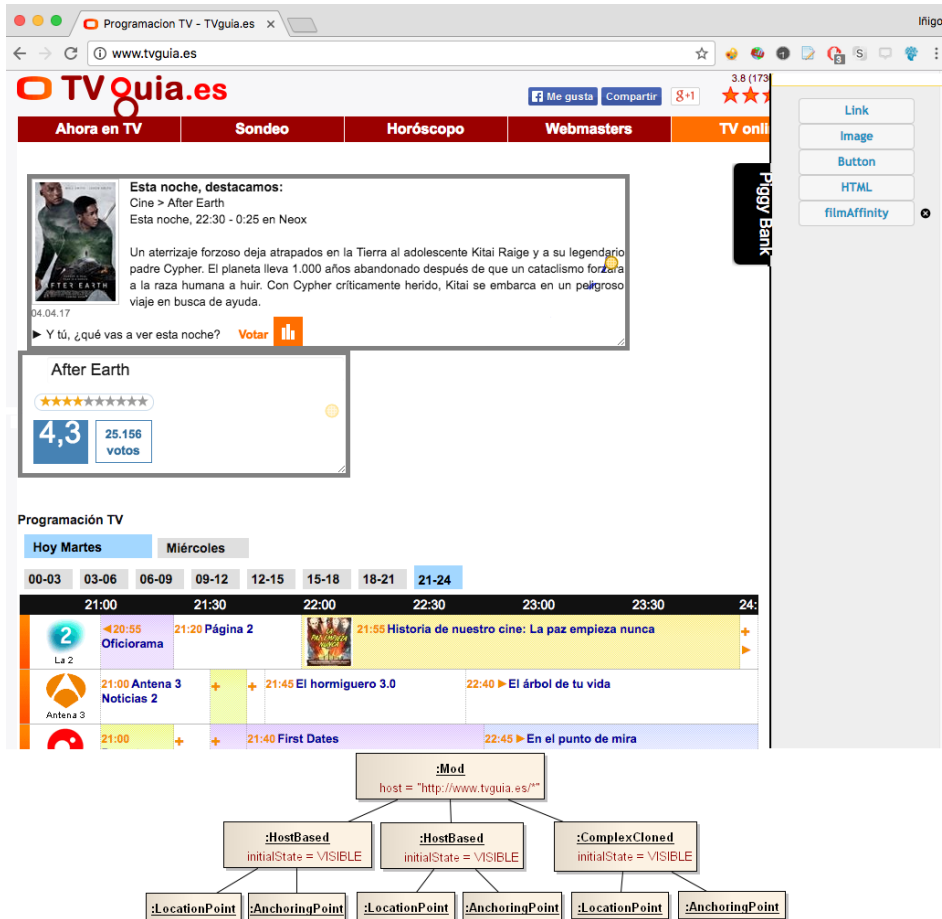 Programacion TV - TVguia.es
Iñigo
www.tvguia.es
TVguia.es
Me gusta
Compartir
g+1
3.8 (173
Ahora en TV
Sondeo
Horóscopo
Webmasters
TV onli
Link
Image
Button
HTML
filmAffinity
Piggy Bank
AFTER EARTH
Esta noche, destacamos:
Cine > After Earth
Esta noche, 22:30 - 0:25 en Neox
Un aterrizaje forzoso deja atrapados en la Tierra al adolescente Kitai Raige y a su legendario
padre Cypher. El planeta lleva 1.000 años abandonado después de que un cataclismo forzara
a la raza humana a huir. Con Cypher críticamente herido, Kitai se embarca en un peligroso
viaje en busca de ayuda.
04.04.17
► Y tú, ¿qué vas a ver esta noche?
Votar
After Earth
4,3
25.156
votos
Programación TV
Hoy Martes
Miércoles
00-03 03-06 06-09 09-12 12-15 15-18 18-21 21-24
21:00 21:30 22:00 22:30 23:00 23:30 24:
2
La 2
◄20:55
Oficiorama
21:20 Página 2
LA PAZ EMPIEZA NUNCA
21:55 Historia de nuestro cine: La paz empieza nunca
Antena 3
21:00 Antena 3
Noticias 2
21:45 El hormiguero 3.0
22:40 ► El árbol de tu vida
21:00
21:40 First Dates
22:45 ► En el punto de mira
:Mod
host = "http://www.tvguia.es/*"
:HostBased
initialState = VISIBLE
:HostBased
initialState = VISIBLE
:ComplexCloned
initialState = VISIBLE
:LocationPoint
:AnchoringPoint
:LocationPoint
:AnchoringPoint
:LocationPoint
:AnchoringPoint